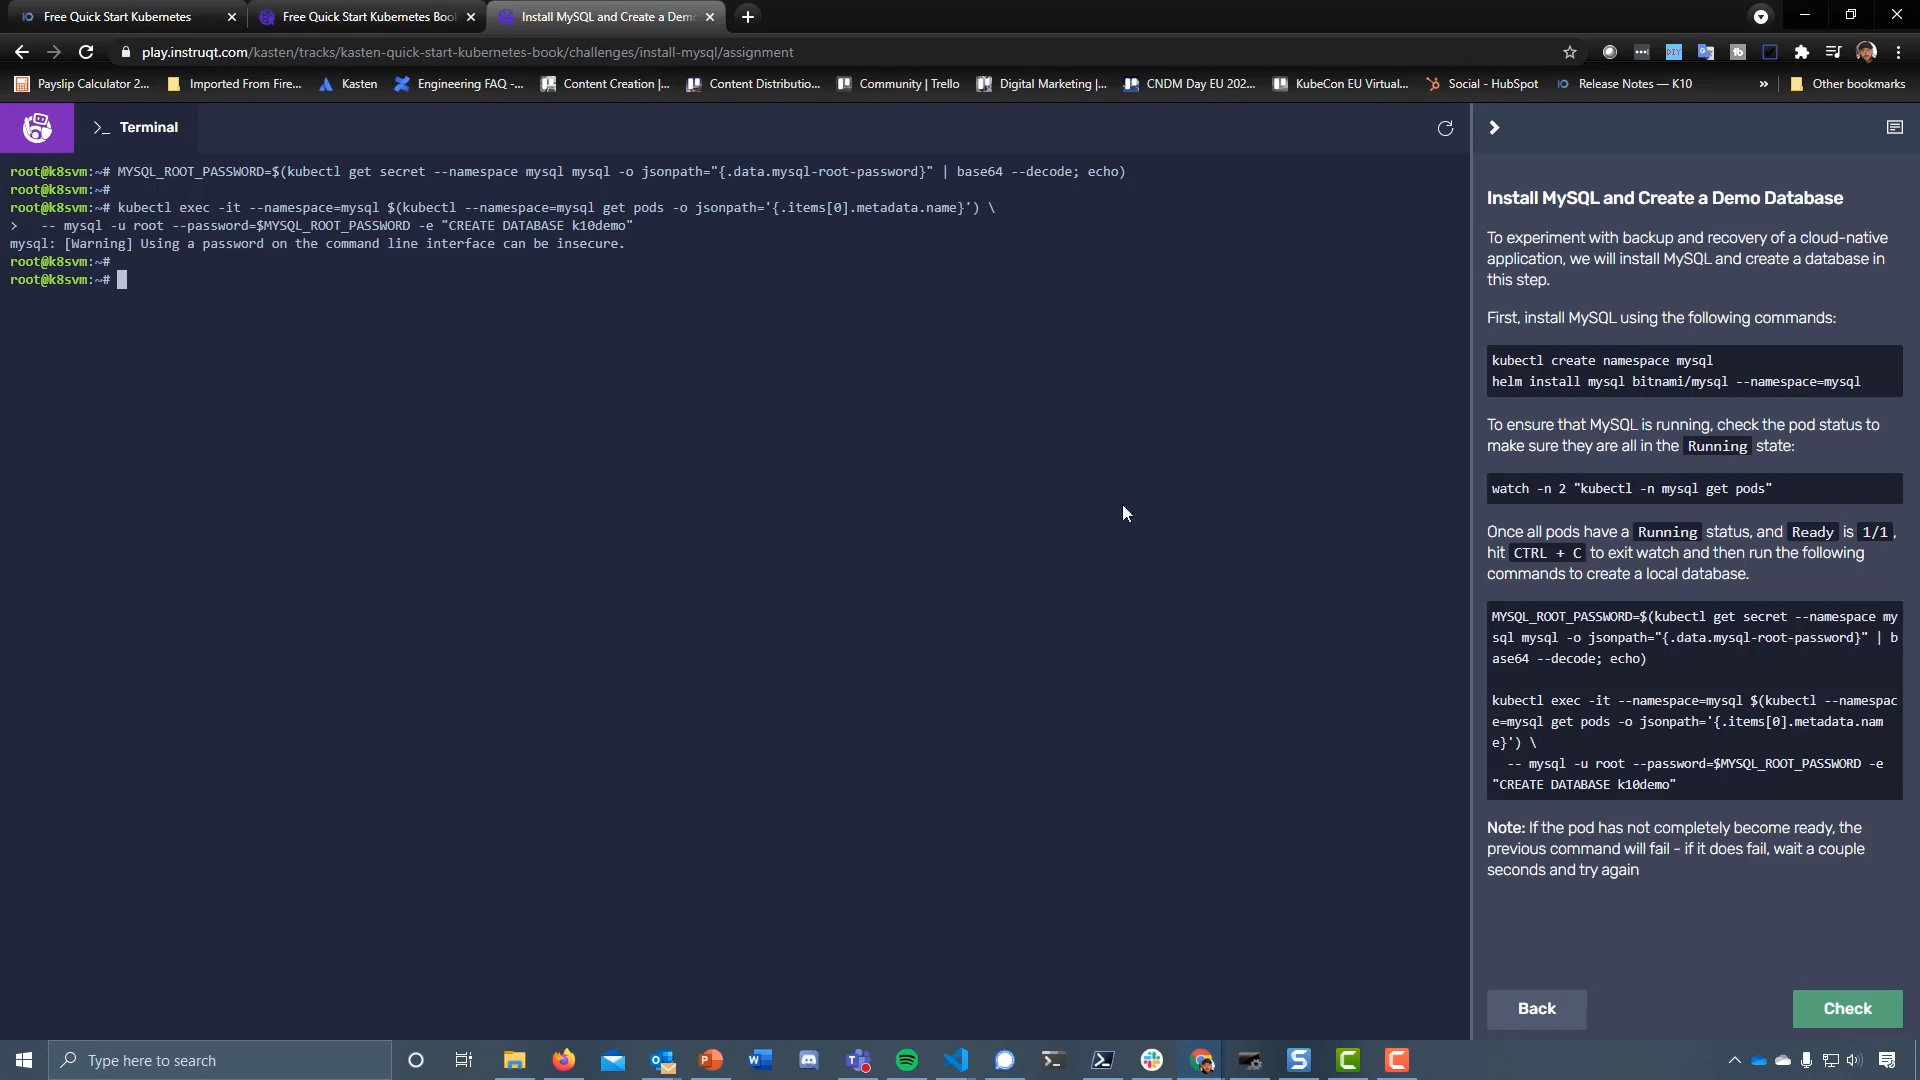 Free Quick Start Kubernetes
Free Quick Start Kubernetes Boo
Install MySQL and Create a Dem
play.instruqt.com/kasten/tracks/kasten-quick-start-kubernetes-book/challenges/install-mysql/assignment
Payslip Calculator 2...
Imported From Fire...
Kasten
Engineering FAQ -...
Content Creation |...
Content Distributio...
Community | Trello
Digital Marketing |...
CNDM Day EU 202...
KubeCon EU Virtual...
Social - HubSpot
Release Notes — K10
»
Other bookmarks
>_ Terminal
root@k8svm:~# MYSQL_ROOT_PASSWORD=$(kubectl get secret --namespace mysql mysql -o jsonpath="{.data.mysql-root-password}" | base64 --decode; echo)
root@k8svm:~#
root@k8svm:~# kubectl exec -it --namespace=mysql $(kubectl --namespace=mysql get pods -o jsonpath='{.items[0].metadata.name}') \
>   -- mysql -u root --password=$MYSQL_ROOT_PASSWORD -e "CREATE DATABASE k10demo"
mysql: [Warning] Using a password on the command line interface can be insecure.
root@k8svm:~#
root@k8svm:~#
Install MySQL and Create a Demo Database
To experiment with backup and recovery of a cloud-native
application, we will install MySQL and create a database in
this step.
First, install MySQL using the following commands:
kubectl create namespace mysql
helm install mysql bitnami/mysql --namespace=mysql
To ensure that MySQL is running, check the pod status to
make sure they are all in the Running state:
watch -n 2 "kubectl -n mysql get pods"
Once all pods have a Running status, and Ready is 1/1 ,
hit CTRL + C to exit watch and then run the following
commands to create a local database.
MYSQL_ROOT_PASSWORD=$(kubectl get secret --namespace my
sql mysql -o jsonpath="{.data.mysql-root-password}" | b
ase64 --decode; echo)
kubectl exec -it --namespace=mysql $(kubectl --namespac
e=mysql get pods -o jsonpath='{.items[0].metadata.nam
e}') \
-- mysql -u root --password=$MYSQL_ROOT_PASSWORD -e
"CREATE DATABASE k10demo"
Note: If the pod has not completely become ready, the
previous command will fail - if it does fail, wait a couple
seconds and try again
Back
Check
Type here to search